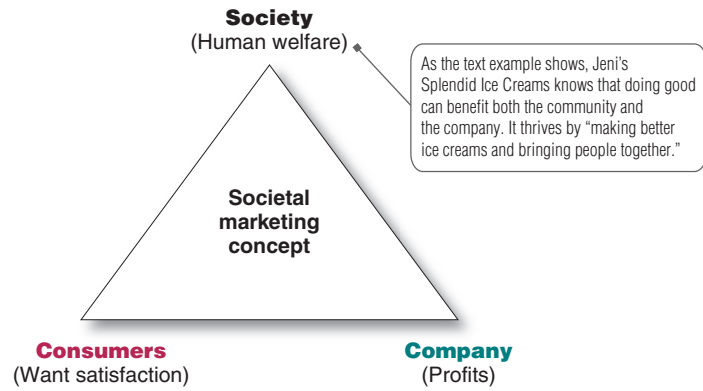 Society
(Human welfare)
As the text example shows, Jeni’s
Splendid Ice Creams knows that doing good
can benefit both the community and
the company. It thrives by “making better
ice creams and bringing people together.”
Societal
marketing
concept
Consumers
(Want satisfaction)
Company
(Profits)